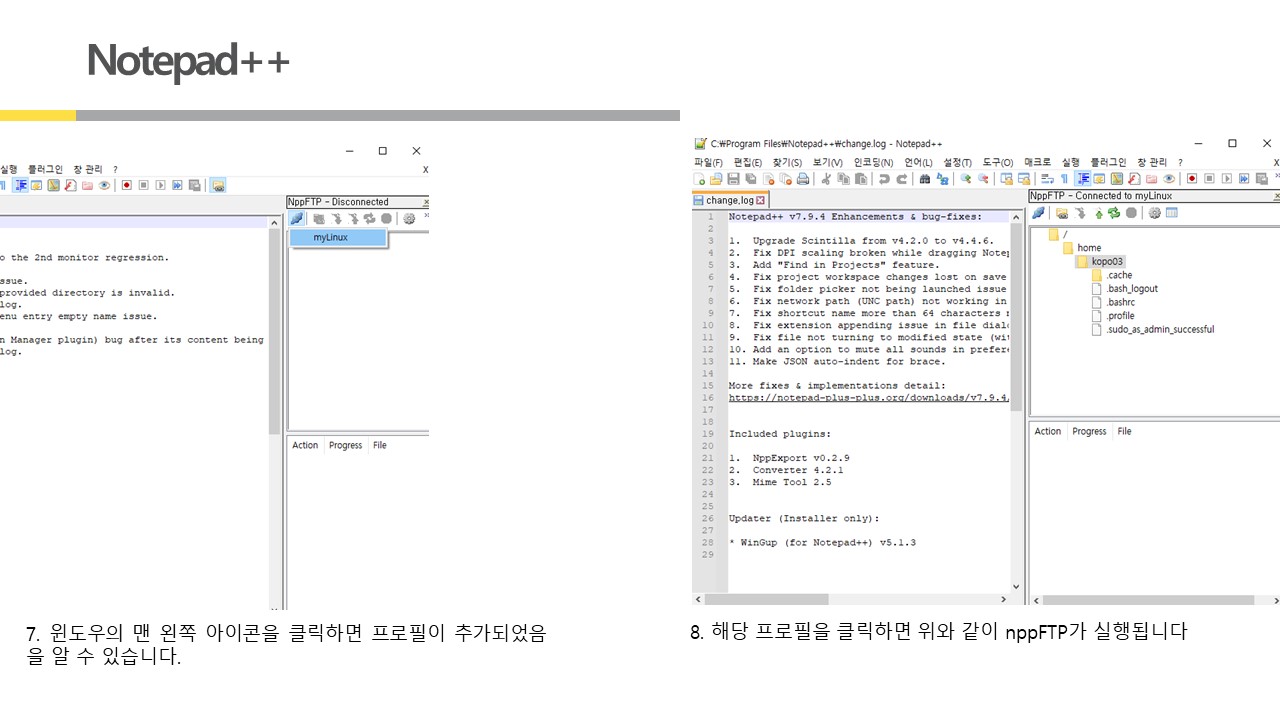 Notepad++
실행 플러그인 창 관리 ?
X
NppFTP - Disconnected
myLinux
o the 2nd monitor regression.
ssue.
provided directory is invalid.
log.
enu entry empty name issue.
n Manager plugin) bug after its content being
log.
Action Progress File
7. 윈도우의 맨 왼쪽 아이콘을 클릭하면 프로필이 추가되었음
을 알 수 있습니다.
C:₩Program Files₩Notepad++₩change.log - Notepad++
파일(F) 편집(E) 찾기(S) 보기(V) 인코딩(N) 언어(L) 설정(T) 도구(O) 매크로 실행 플러그인 창 관리 ?
X
change.log
NppFTP - Connected to myLinux
1 Notepad++ v7.9.4 Enhancements & bug-fixes:
2
3 1. Upgrade Scintilla from v4.2.0 to v4.4.6.
4 2. Fix DPI scaling broken while dragging Notep
5 3. Add "Find in Projects" feature.
6 4. Fix project workspace changes lost on save
7 5. Fix folder picker not being launched issue
8 6. Fix network path (UNC path) not working in
9 7. Fix shortcut name more than 64 characters
10 8. Fix extension appending issue in file dialo
11 9. Fix file not turning to modified state (wit
12 10. Add an option to mute all sounds in prefere
13 11. Make JSON auto-indent for brace.
14
15 More fixes & implementations detail:
16 https://notepad-plus-plus.org/downloads/v7.9.4/
17
18
19 Included plugins:
20
21 1. NppExport v0.2.9
22 2. Converter 4.2.1
23 3. Mime Tool 2.5
24
25
26 Updater (Installer only):
27
28 * WinGup (for Notepad++) v5.1.3
29
/
home
kopo03
.cache
.bash_logout
.bashrc
.profile
.sudo_as_admin_successful
Action Progress File
8. 해당 프로필을 클릭하면 위와 같이 nppFTP가 실행됩니다